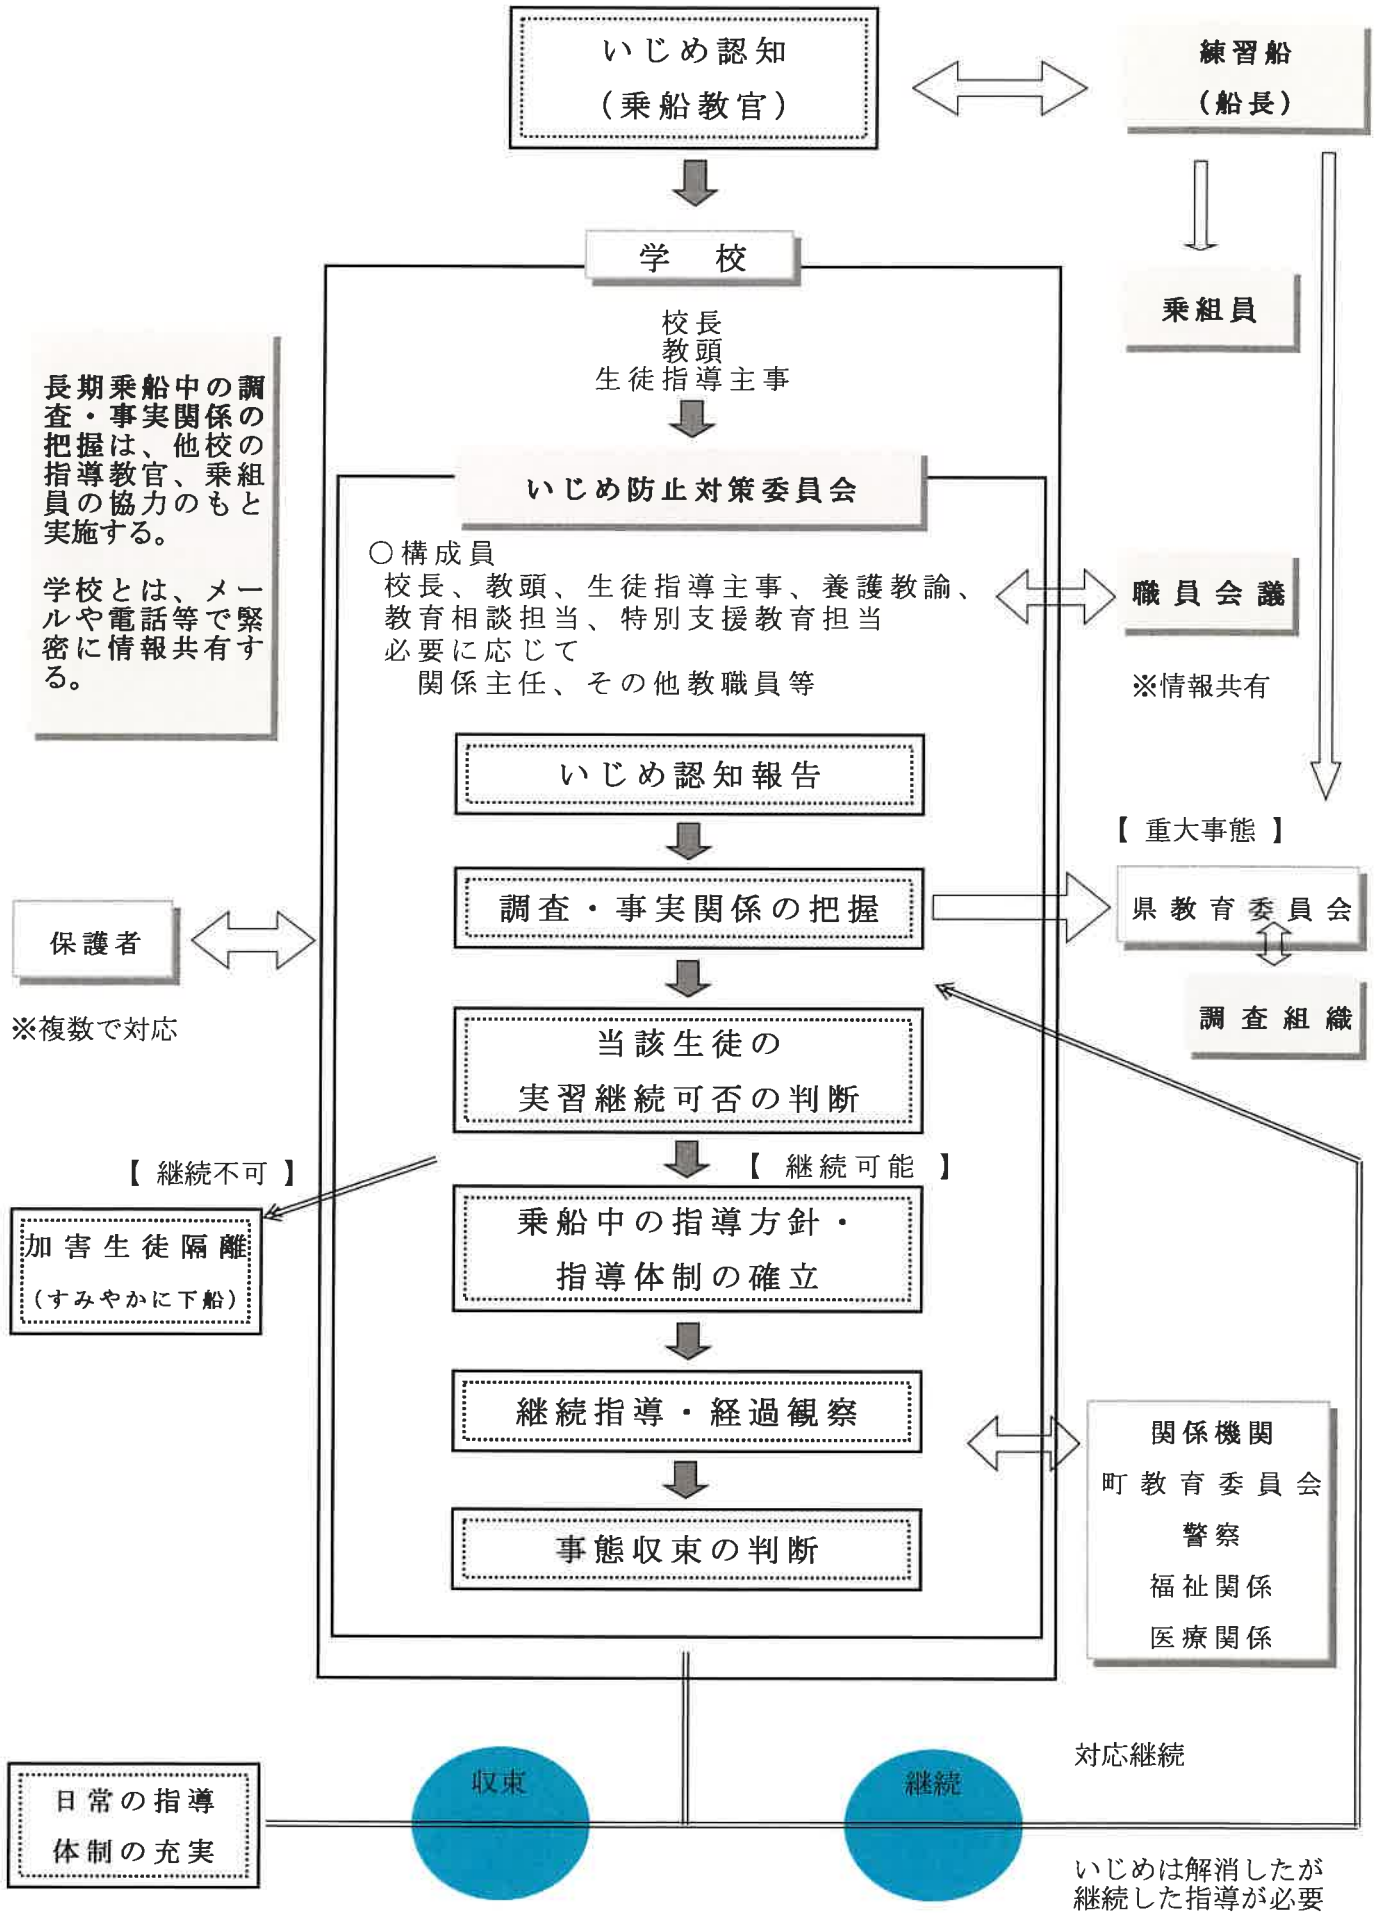 いじめ認知
（乗船教官）
練習船
（船長）
学　校
校長
教頭
生徒指導主事
乗組員
長期乗船中の調
査・事実関係の
把握は、他校の
指導教官、乗組
員の協力のもと
実施する。
学校とは、メー
ルや電話等で緊
密に情報共有す
る。
いじめ防止対策委員会
○構成員
校長、教頭、生徒指導主事、養護教諭、
教育相談担当、特別支援教育担当
必要に応じて
関係主任、その他教職員等
職員会議
※情報共有
いじめ認知報告
【 重大事態 】
調査・事実関係の把握
県教育委員会
調査組織
保護者
※複数で対応
当該生徒の
実習継続可否の判断
【 継続不可 】
【 継続可能 】
加害生徒隔離
（すみやかに下船）
乗船中の指導方針・
指導体制の確立
継続指導・経過観察
関係機関
町教育委員会
警察
福祉関係
医療関係
事態収束の判断
収束
継続
対応継続
日常の指導
体制の充実
いじめは解消したが
継続した指導が必要